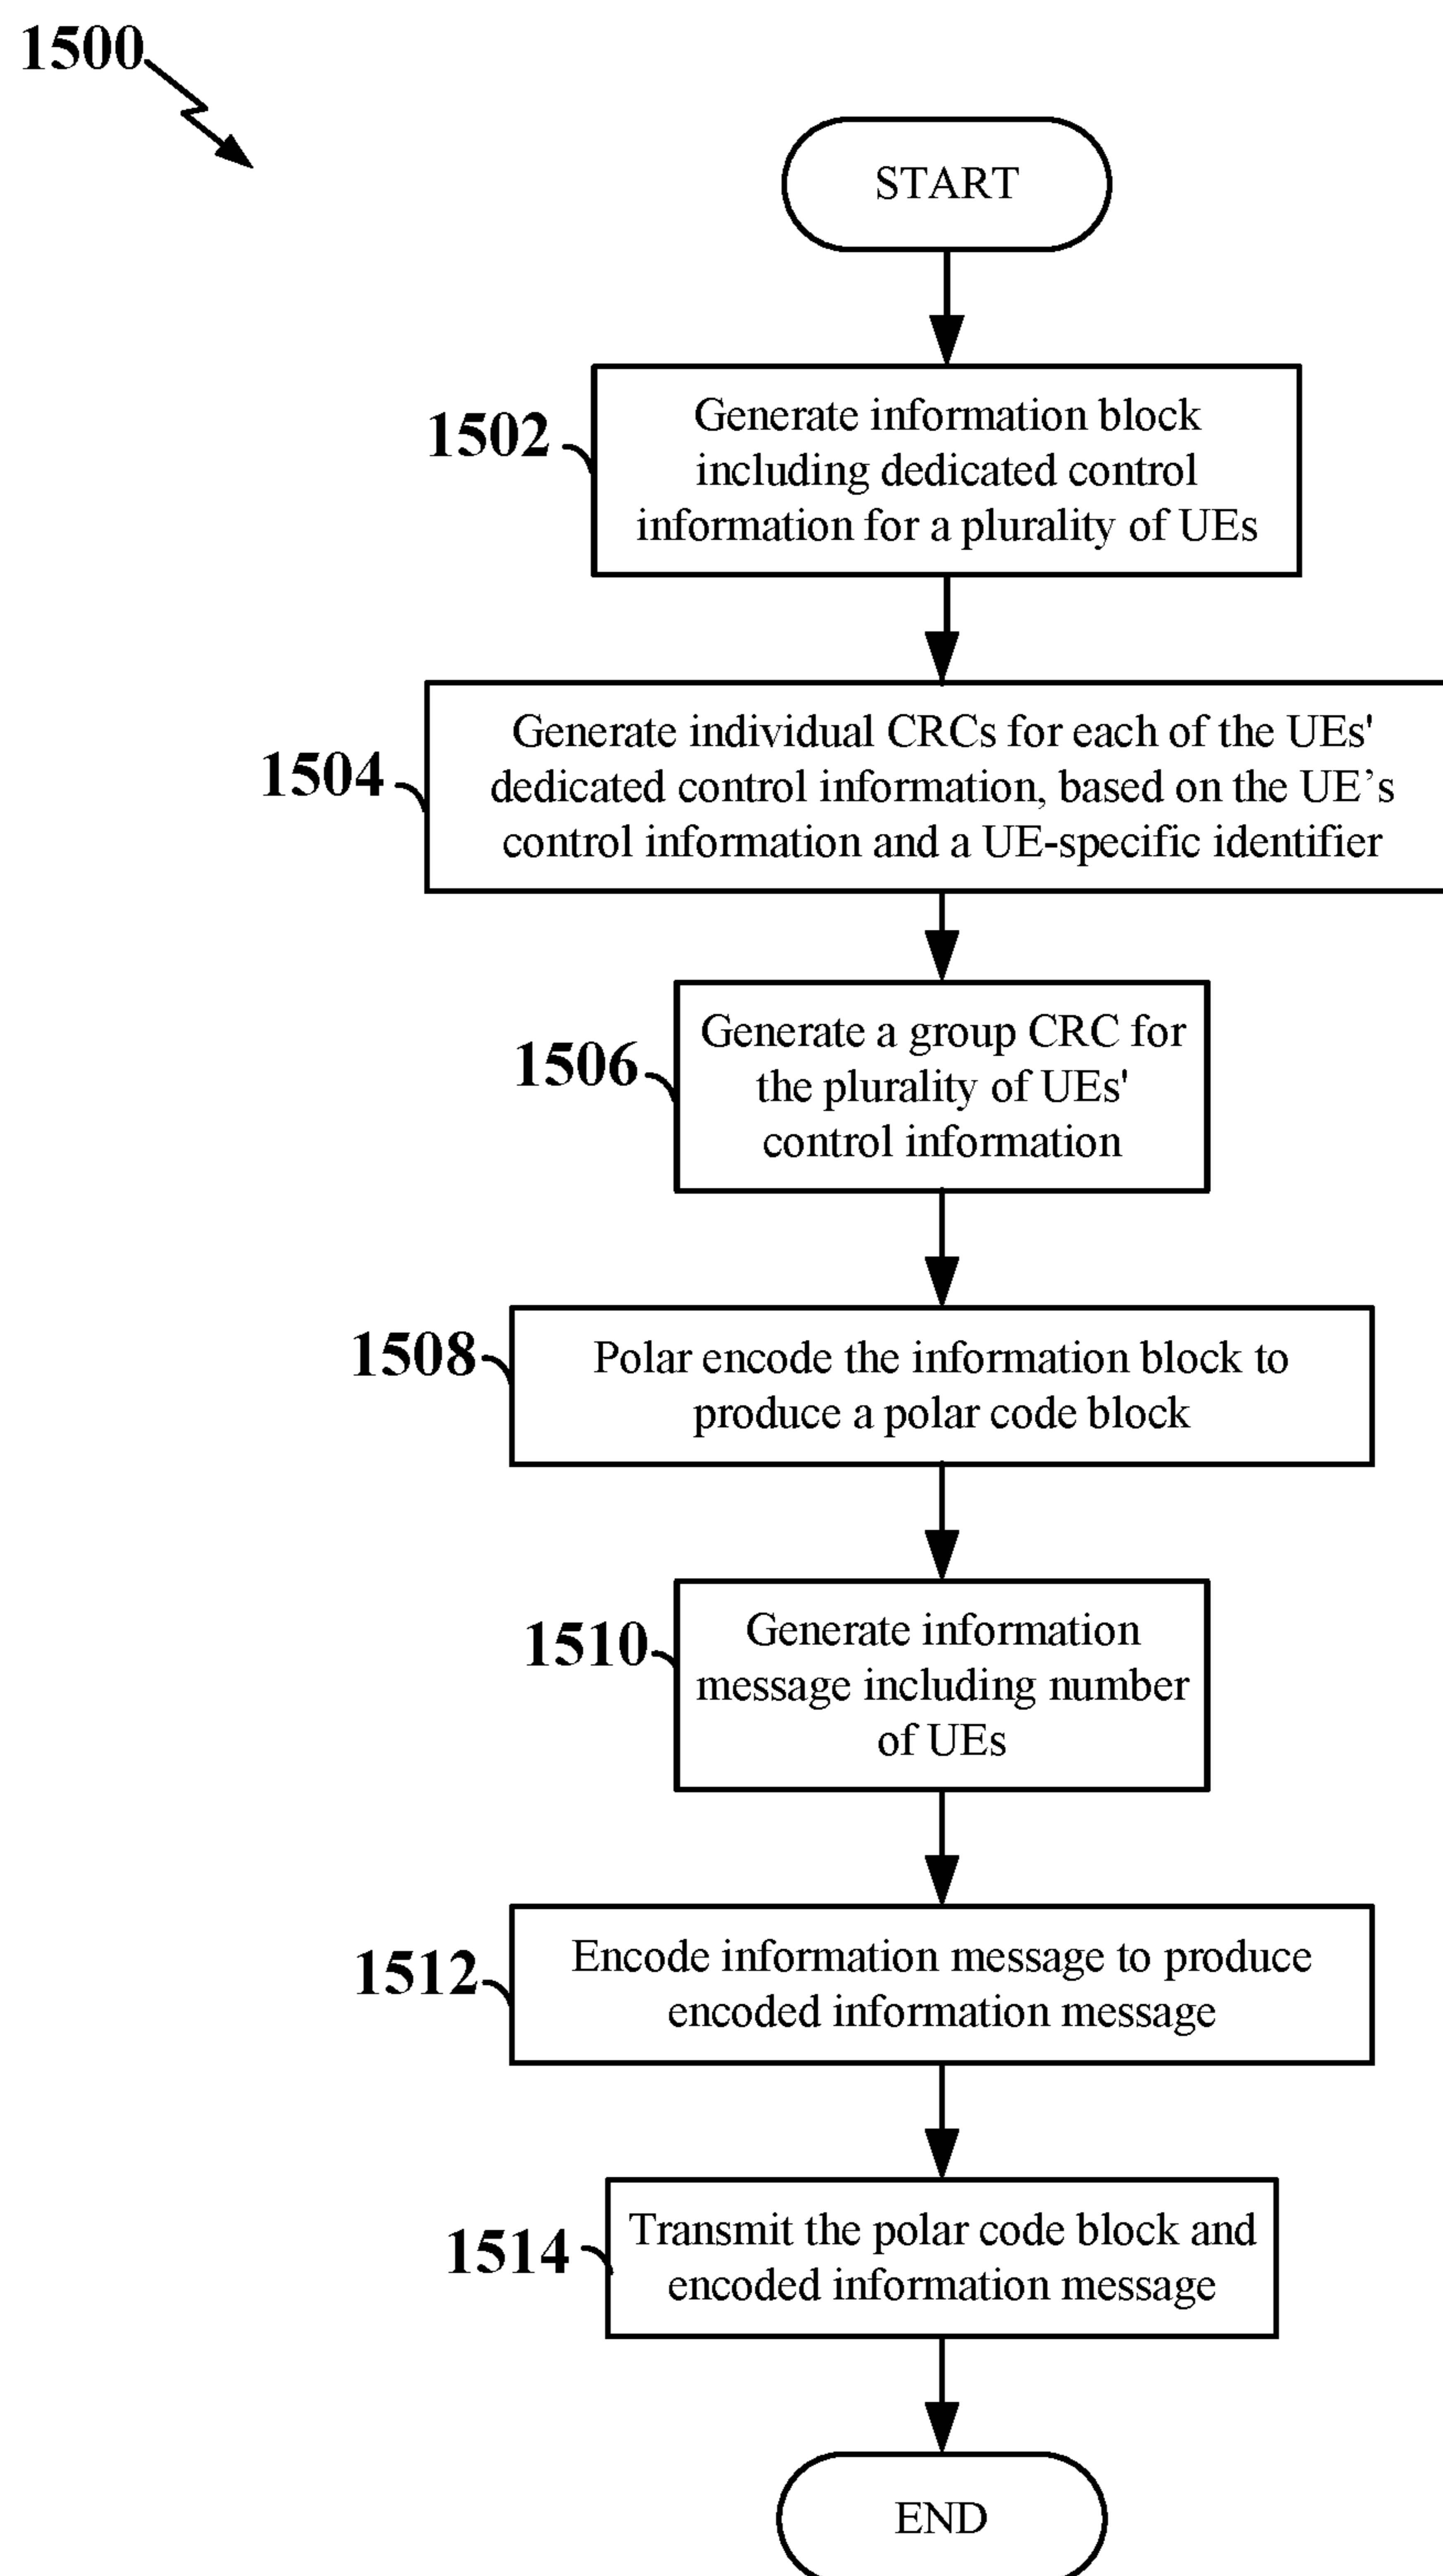 1500
START
1502
Generate information block
including dedicated control
information for a plurality of UEs
1504
Generate individual CRCs for each of the UEs'
dedicated control information, based on the UE’s
control information and a UE-specific identifier
1506
Generate a group CRC for
the plurality of UEs'
control information
1508
Polar encode the information block to
produce a polar code block
1510
Generate information
message including number
of UEs
1512
Encode information message to produce
encoded information message
1514
Transmit the polar code block and
encoded information message
END